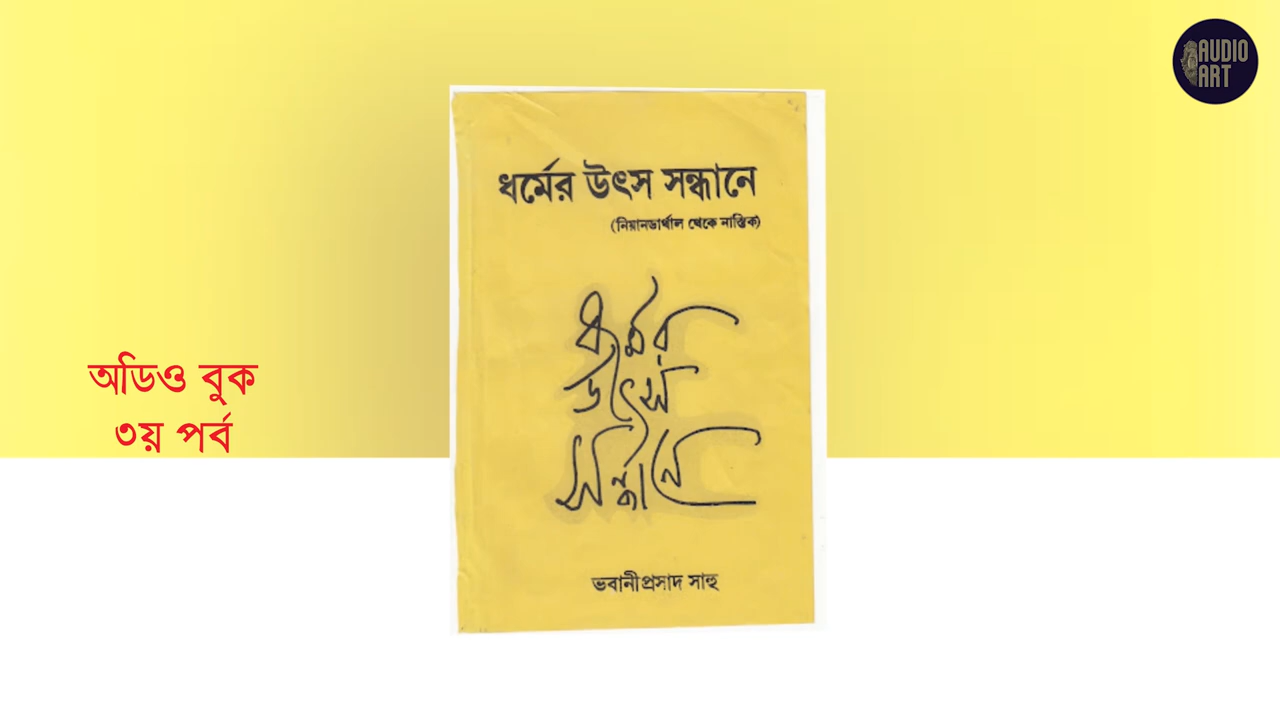 AUDIO
ART
ধর্মের উৎস সন্ধানে
(নিয়ানডার্থাল থেকে নাস্তিক)
ধর্মের
উৎস
সন্ধানে
অডিও বুক
৩য় পর্ব
ভবানীপ্রসাদ সাহু